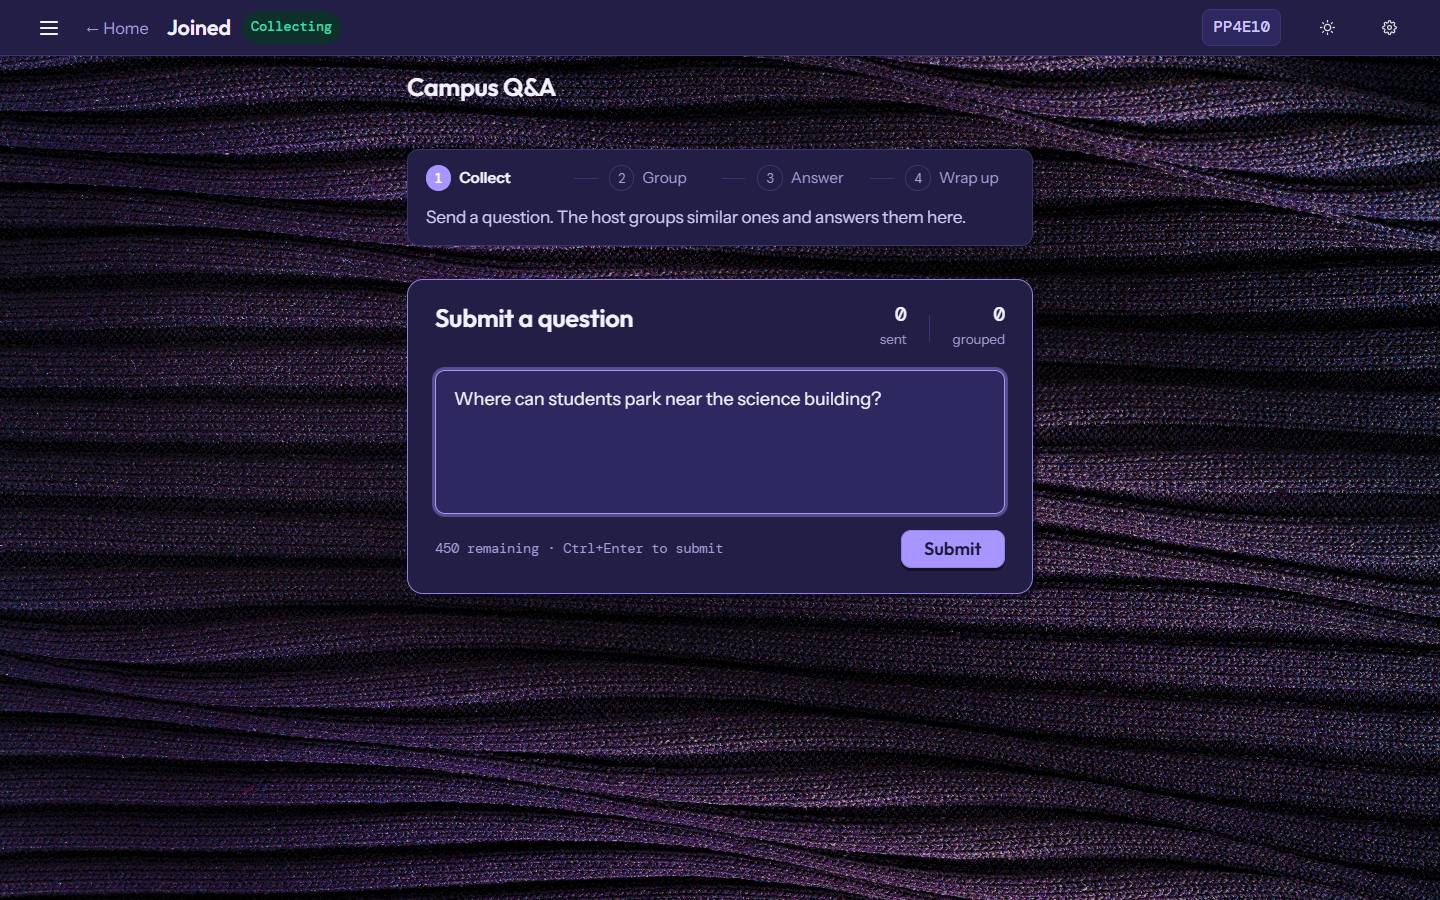 ← Home Joined Collecting PP4E10
Campus Q&A
1 Collect 2 Group 3 Answer 4 Wrap up
Send a question. The host groups similar ones and answers them here.
Submit a question
0 0
sent grouped
Where can students park near the science building?
450 remaining · Ctrl+Enter to submit
Submit